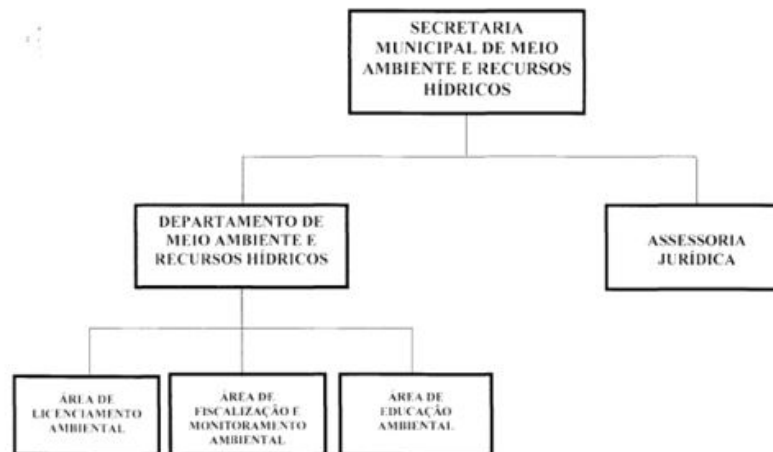 SECRETARIA
MUNICIPAL DE MEIO
AMBIENTE E RECURSOS
HÍDRICOS
DEPARTAMENTO DE
MEIO AMBIENTE E
RECURSOS HÍDRICOS
ASSESSORIA
JURÍDICA
ÁREA DE
LICENCIAMENTO
AMBIENTAL
ÁREA DE
FISCALIZAÇÃO E
MONITORAMENTO
AMBIENTAL
ÁREA DE
EDUCAÇÃO
AMBIENTAL